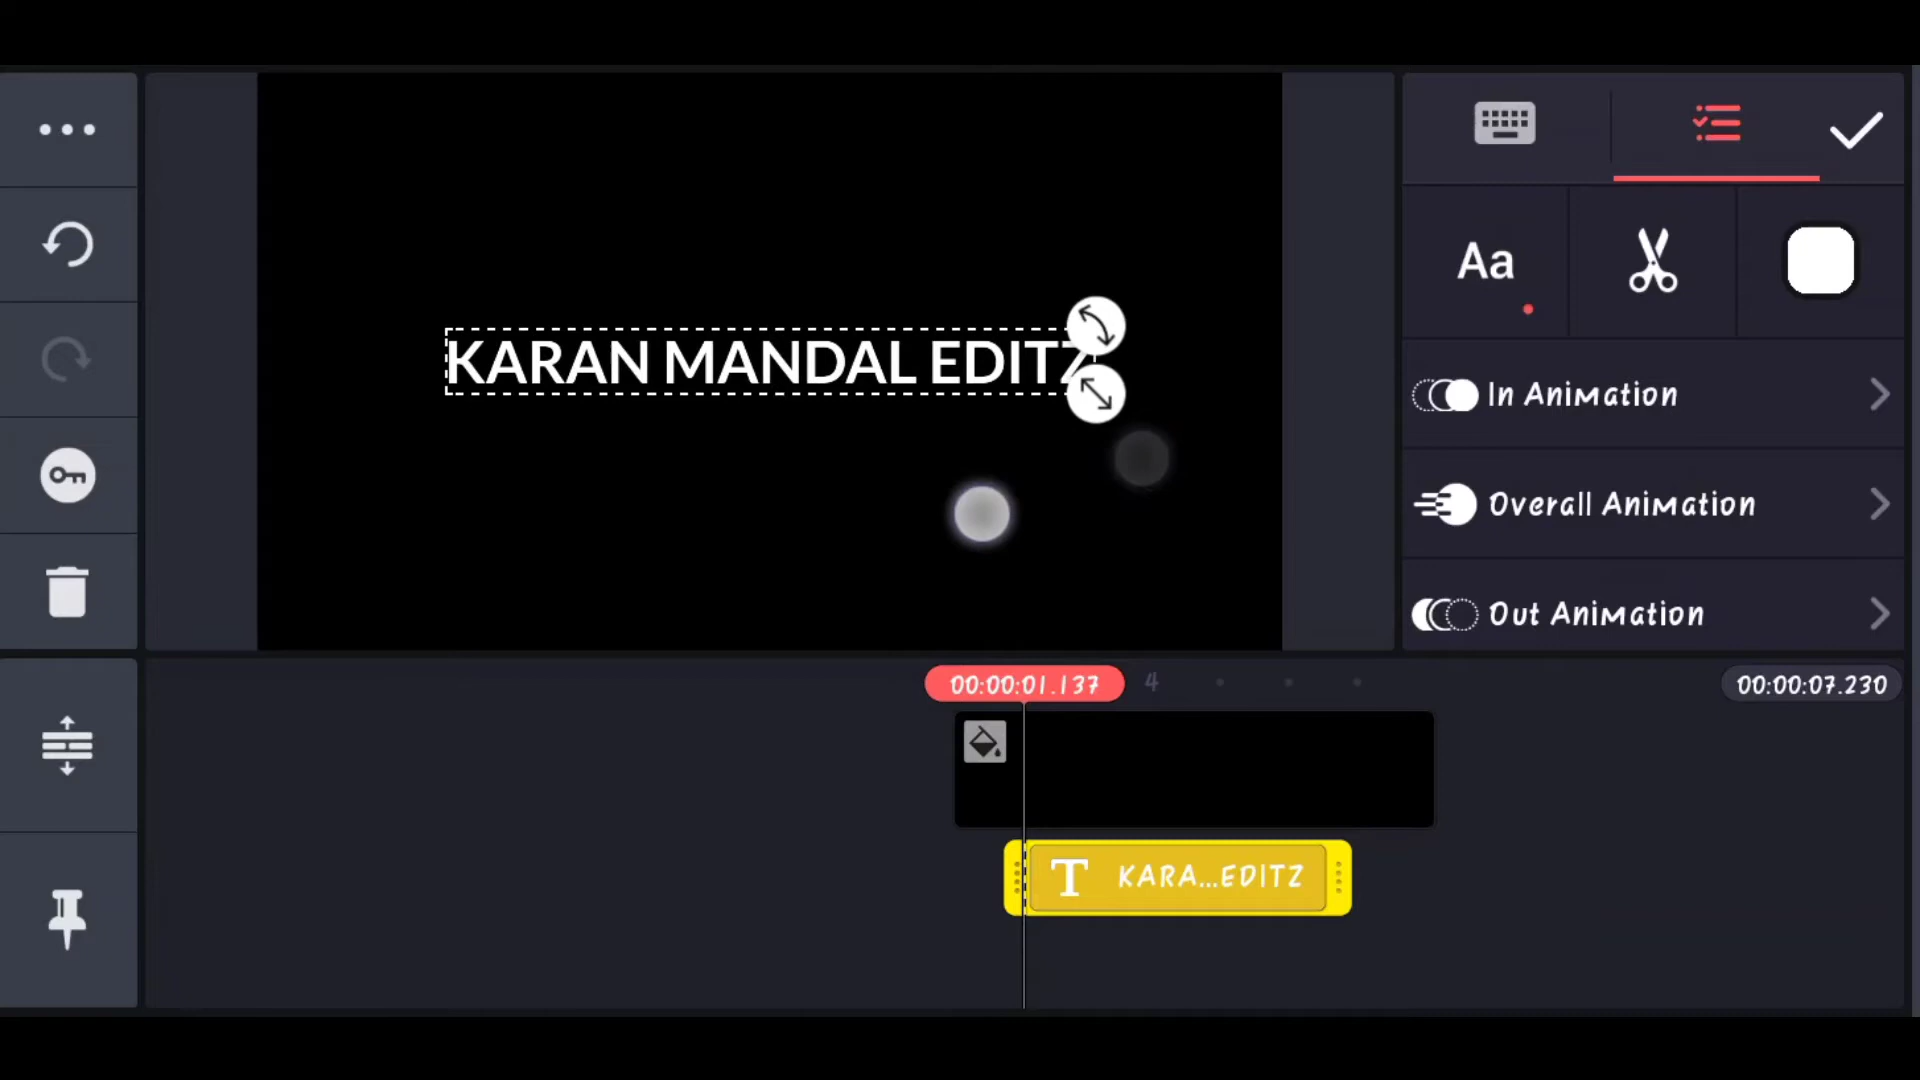 KARAN MANDAL EDITZ
Aa
In Animation
Overall Animation
Out Animation
00:00:01.137
4
00:00:07.230
T KARA...EDITZ